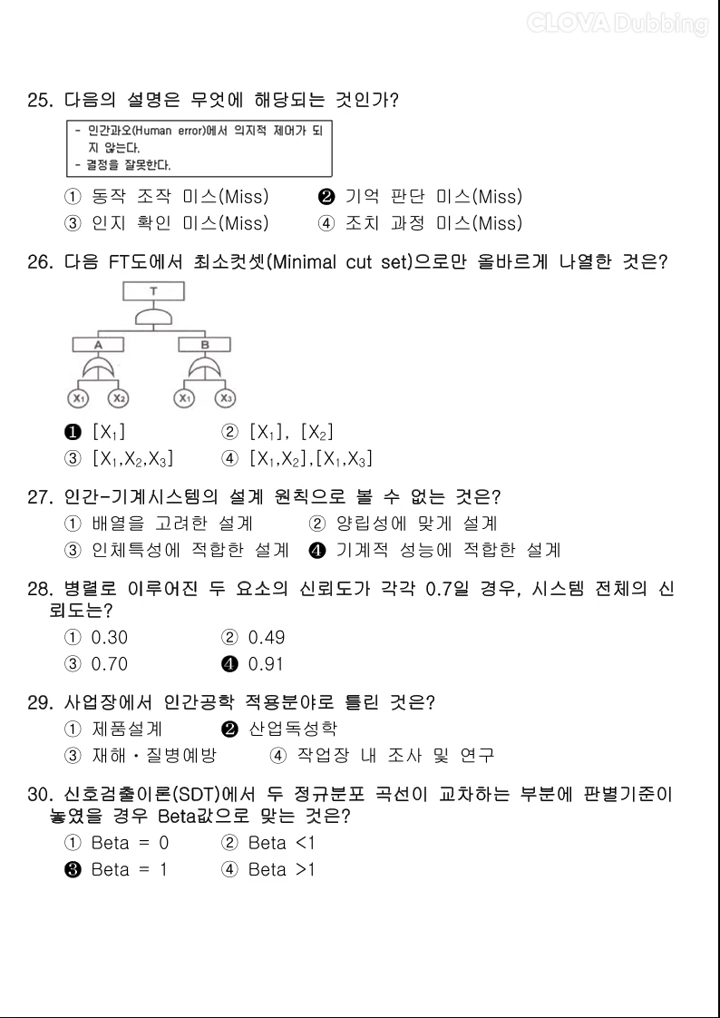 CLOVA Dubbing
25. 다음의 설명은 무엇에 해당되는 것인가?
- 인간과오(Human error)에서 의지적 제어가 되
지 않는다.
- 결정을 잘못한다.
① 동작 조작 미스(Miss) ❷ 기억 판단 미스(Miss)
③ 인지 확인 미스(Miss) ④ 조치 과정 미스(Miss)
26. 다음 FT도에서 최소컷셋(Minimal cut set)으로만 올바르게 나열한 것은?
T
A B
X₁ X₂ X₁ X₃
❶ [X₁] ② [X₁], [X₂]
③ [X₁,X₂,X₃] ④ [X₁,X₂],[X₁,X₃]
27. 인간-기계시스템의 설계 원칙으로 볼 수 없는 것은?
① 배열을 고려한 설계 ② 양립성에 맞게 설계
③ 인체특성에 적합한 설계 ❹ 기계적 성능에 적합한 설계
28. 병렬로 이루어진 두 요소의 신뢰도가 각각 0.7일 경우, 시스템 전체의 신
뢰도는?
① 0.30 ② 0.49
③ 0.70 ❹ 0.91
29. 사업장에서 인간공학 적용분야로 틀린 것은?
① 제품설계 ❷ 산업독성학
③ 재해・질병예방 ④ 작업장 내 조사 및 연구
30. 신호검출이론(SDT)에서 두 정규분포 곡선이 교차하는 부분에 판별기준이
놓였을 경우 Beta값으로 맞는 것은?
① Beta = 0 ② Beta <1
❸ Beta = 1 ④ Beta >1